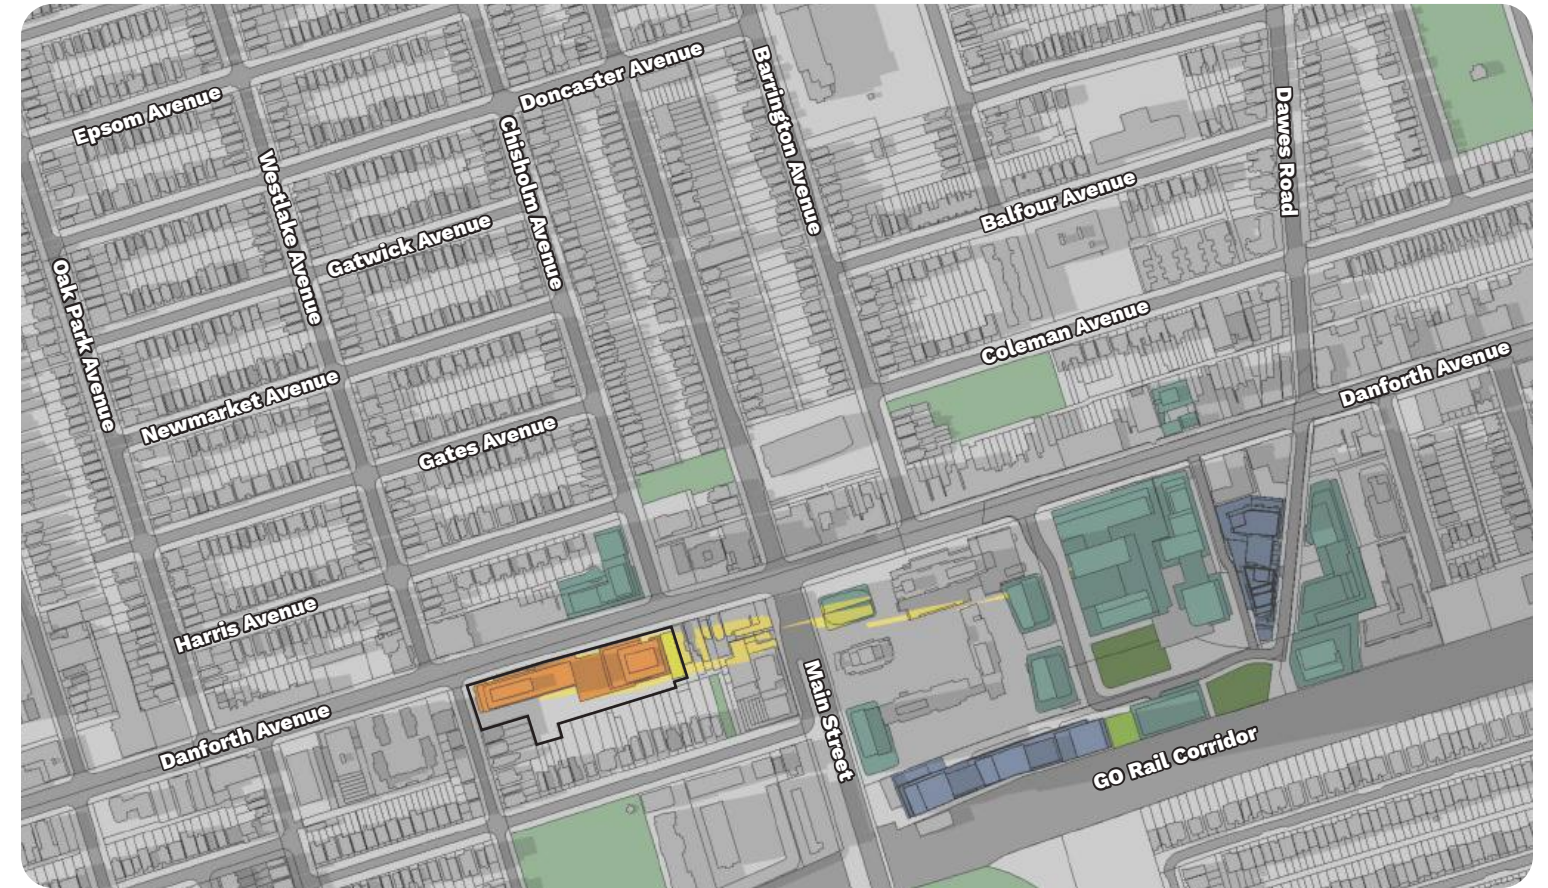 Doncaster Avenue
Barrington Avenue
Epsom Avenue
Dawes Road
Chisholm Avenue
Westlake Avenue
Balfour Avenue
Gatwick Avenue
Oak Park Avenue
Coleman Avenue
Danforth Avenue
Newmarket Avenue
Gates Avenue
Harris Avenue
Danforth Avenue
Main Street
GO Rail Corridor